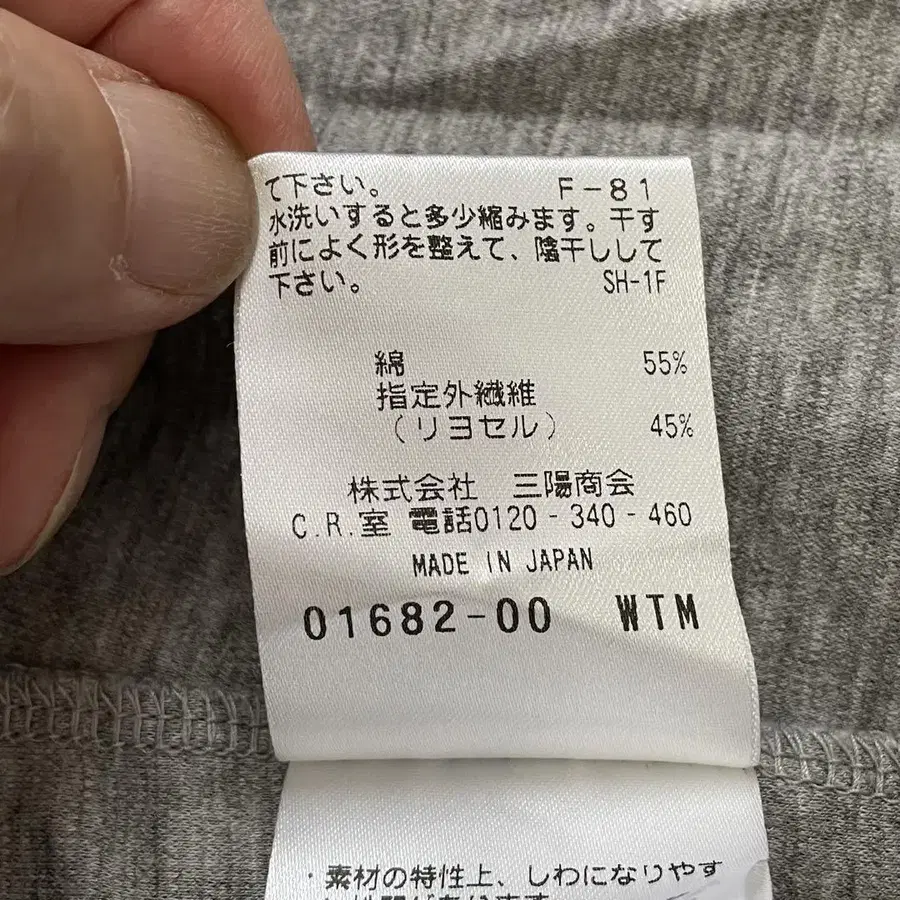 て下さい。 F-81
水洗いすると多少縮みます。干す
前によく形を整えて、陰干しして
下さい。 SH-1F
綿 55%
指定外繊維
（リヨセル） 45%
株式会社 三陽商会
C.R.室 電話0120-340-460
MADE IN JAPAN
01682-00 WTM
・素材の特性上、しわになりやす